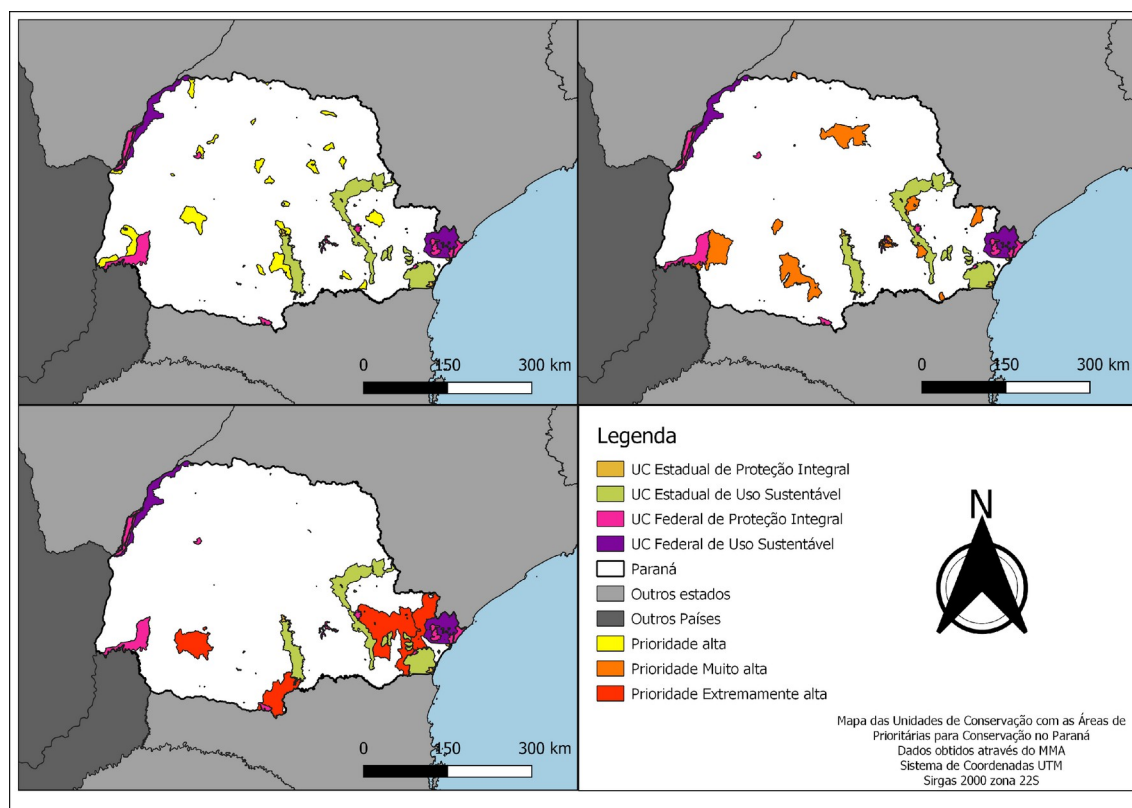 0 150 300 km
0 150 300 km
0 150 300 km
Legenda
UC Estadual de Proteção Integral
UC Estadual de Uso Sustentável
UC Federal de Proteção Integral
UC Federal de Uso Sustentável
Paraná
Outros estados
Outros Países
Prioridade alta
Prioridade Muito alta
Prioridade Extremamente alta
N
Mapa das Unidades de Conservação com as Áreas de
Prioritárias para Conservação no Paraná
Dados obtidos através do MMA
Sistema de Coordenadas UTM
Sirgas 2000 zona 22S